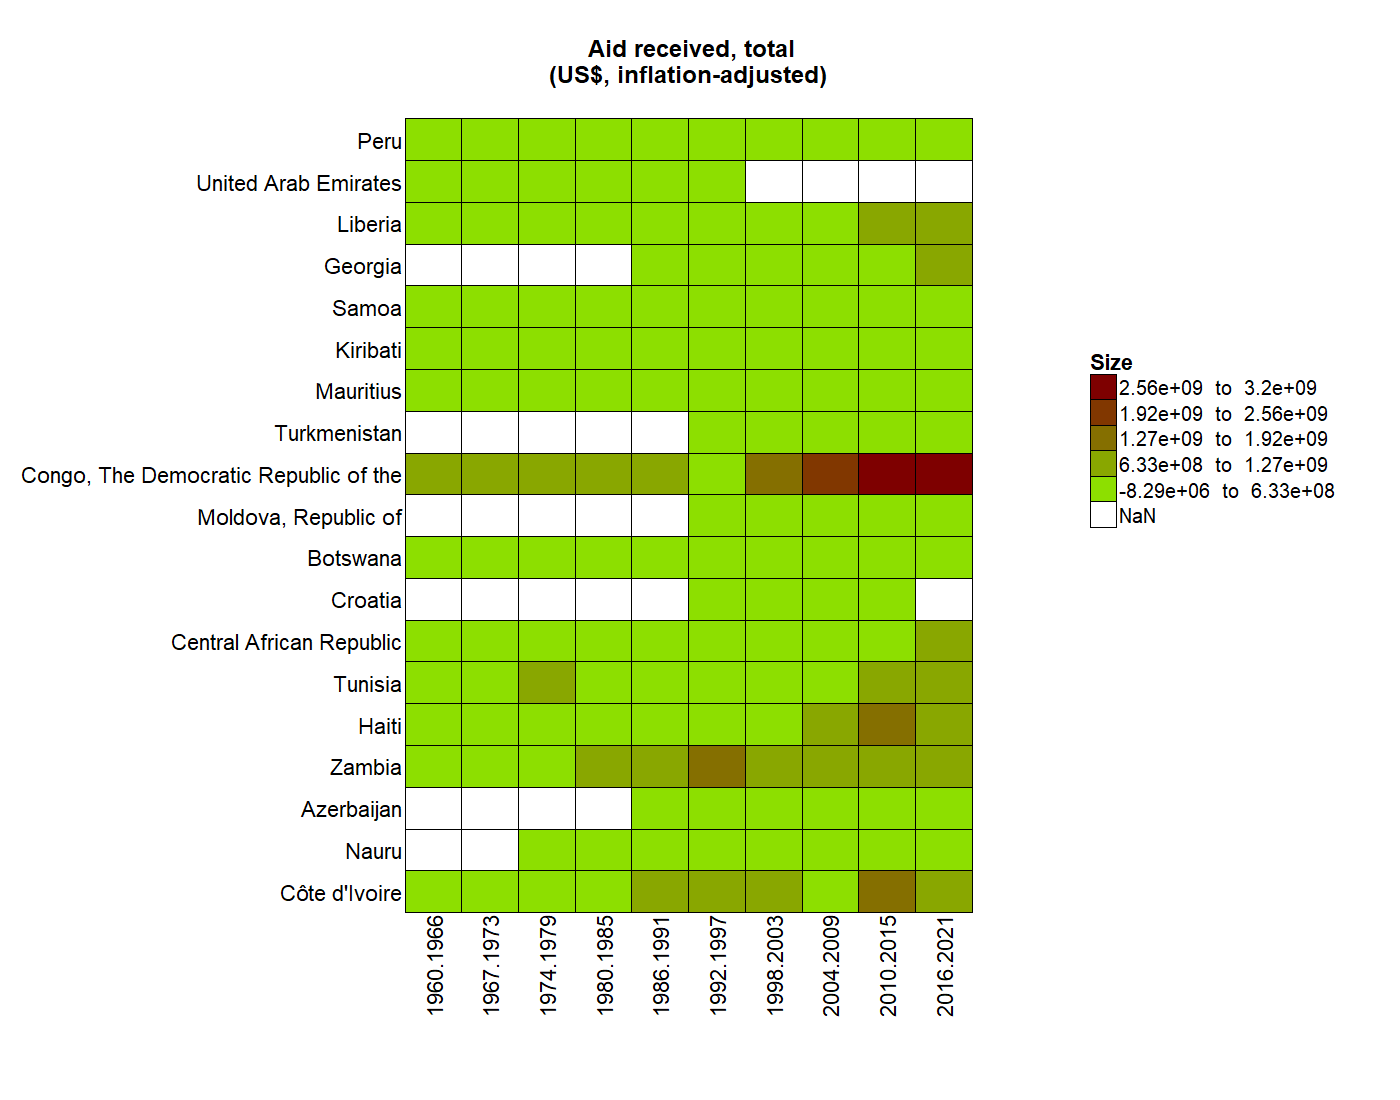 Aid received, total
(US$, inflation-adjusted)
Peru
United Arab Emirates
Liberia
Georgia
Samoa
Kiribati
Mauritius
Turkmenistan
Congo, The Democratic Republic of the
Moldova, Republic of
Botswana
Croatia
Central African Republic
Tunisia
Haiti
Zambia
Azerbaijan
Nauru
Côte d'Ivoire
1960.1966
1967.1973
1974.1979
1980.1985
1986.1991
1992.1997
1998.2003
2004.2009
2010.2015
2016.2021
Size
2.56e+09 to 3.2e+09
1.92e+09 to 2.56e+09
1.27e+09 to 1.92e+09
6.33e+08 to 1.27e+09
-8.29e+06 to 6.33e+08
NaN